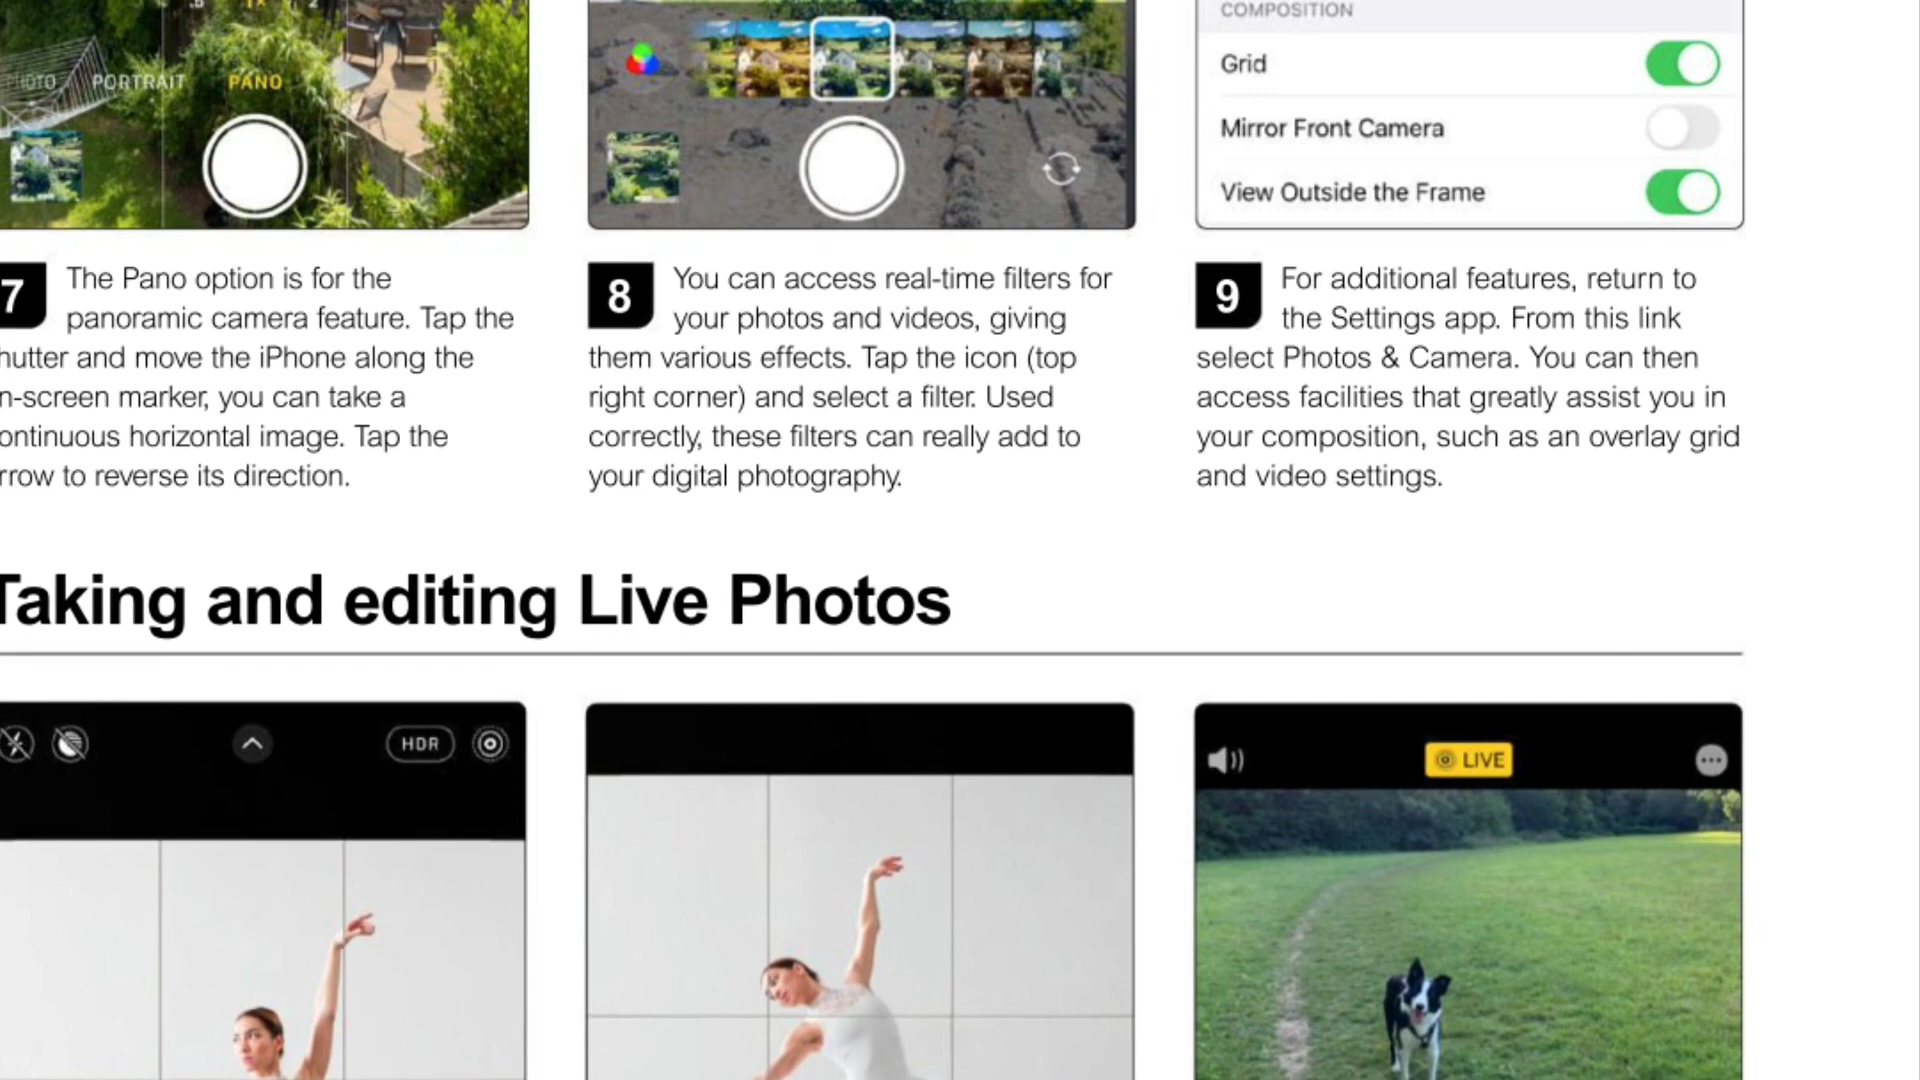 1x
2
PHOTO PORTRAIT PANO
COMPOSITION
Grid
Mirror Front Camera
View Outside the Frame
7 The Pano option is for the
panoramic camera feature. Tap the
hutter and move the iPhone along the
n-screen marker, you can take a
ontinuous horizontal image. Tap the
rrow to reverse its direction.
8 You can access real-time filters for
your photos and videos, giving
them various effects. Tap the icon (top
right corner) and select a filter. Used
correctly, these filters can really add to
your digital photography.
9 For additional features, return to
the Settings app. From this link
select Photos & Camera. You can then
access facilities that greatly assist you in
your composition, such as an overlay grid
and video settings.
Taking and editing Live Photos
HDR
LIVE